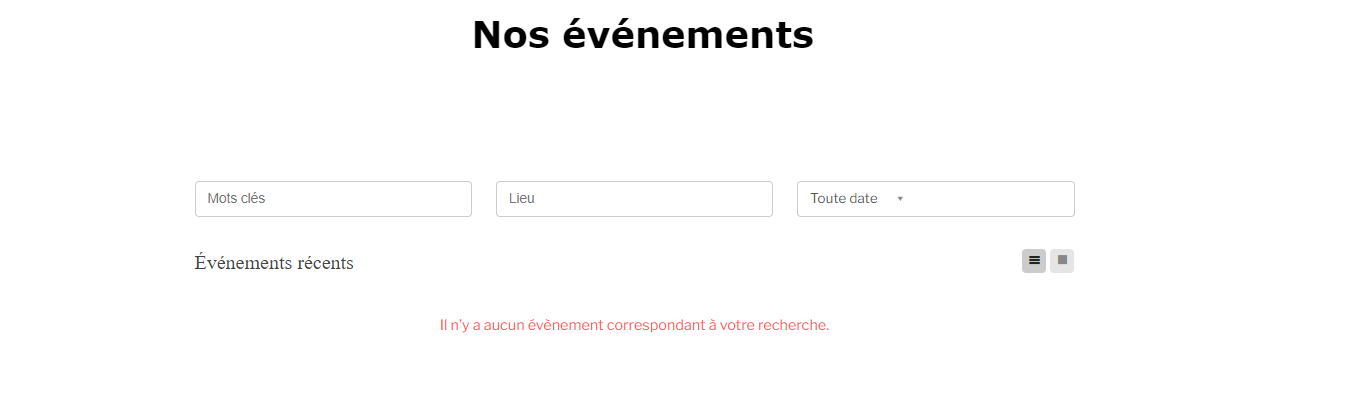 Nos événements
Mots clés
Lieu
Toute date
Événements récents
Il n'y a aucun évènement correspondant à votre recherche.